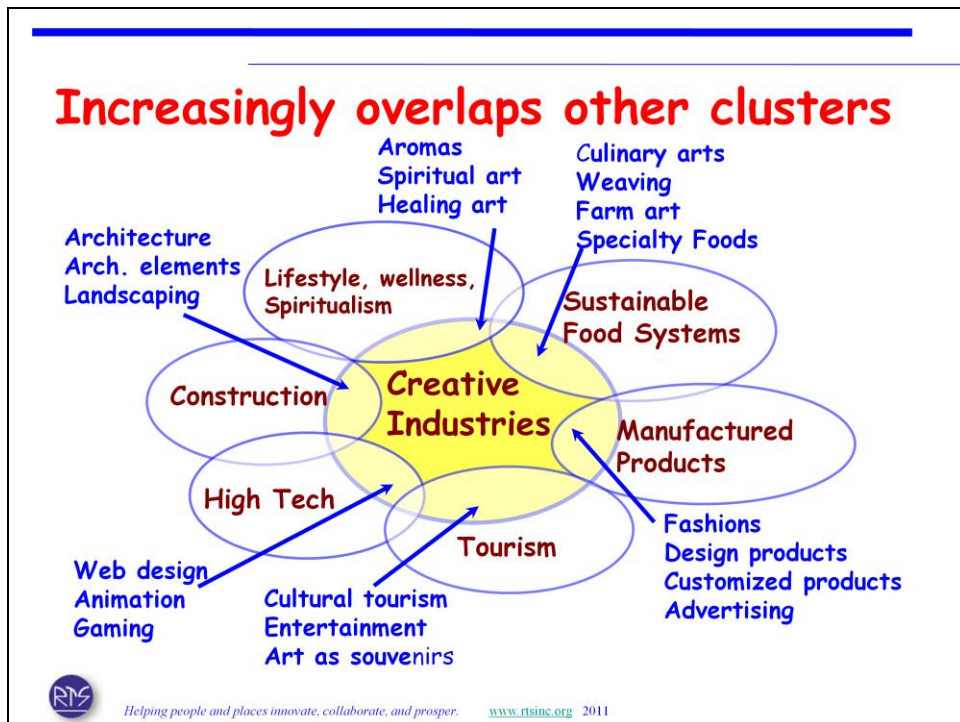 Increasingly overlaps other clusters
Aromas
Spiritual art
Healing art
Culinary arts
Weaving
Farm art
Specialty Foods
Architecture
Arch. elements
Landscaping
Lifestyle, wellness,
Spiritualism
Sustainable
Food Systems
Construction
Creative
Industries
Manufactured
Products
High Tech
Tourism
Fashions
Design products
Customized products
Advertising
Web design
Animation
Gaming
Cultural tourism
Entertainment
Art as souvenirs
RTS
Helping people and places innovate, collaborate, and prosper. www.rtsinc.org 2011